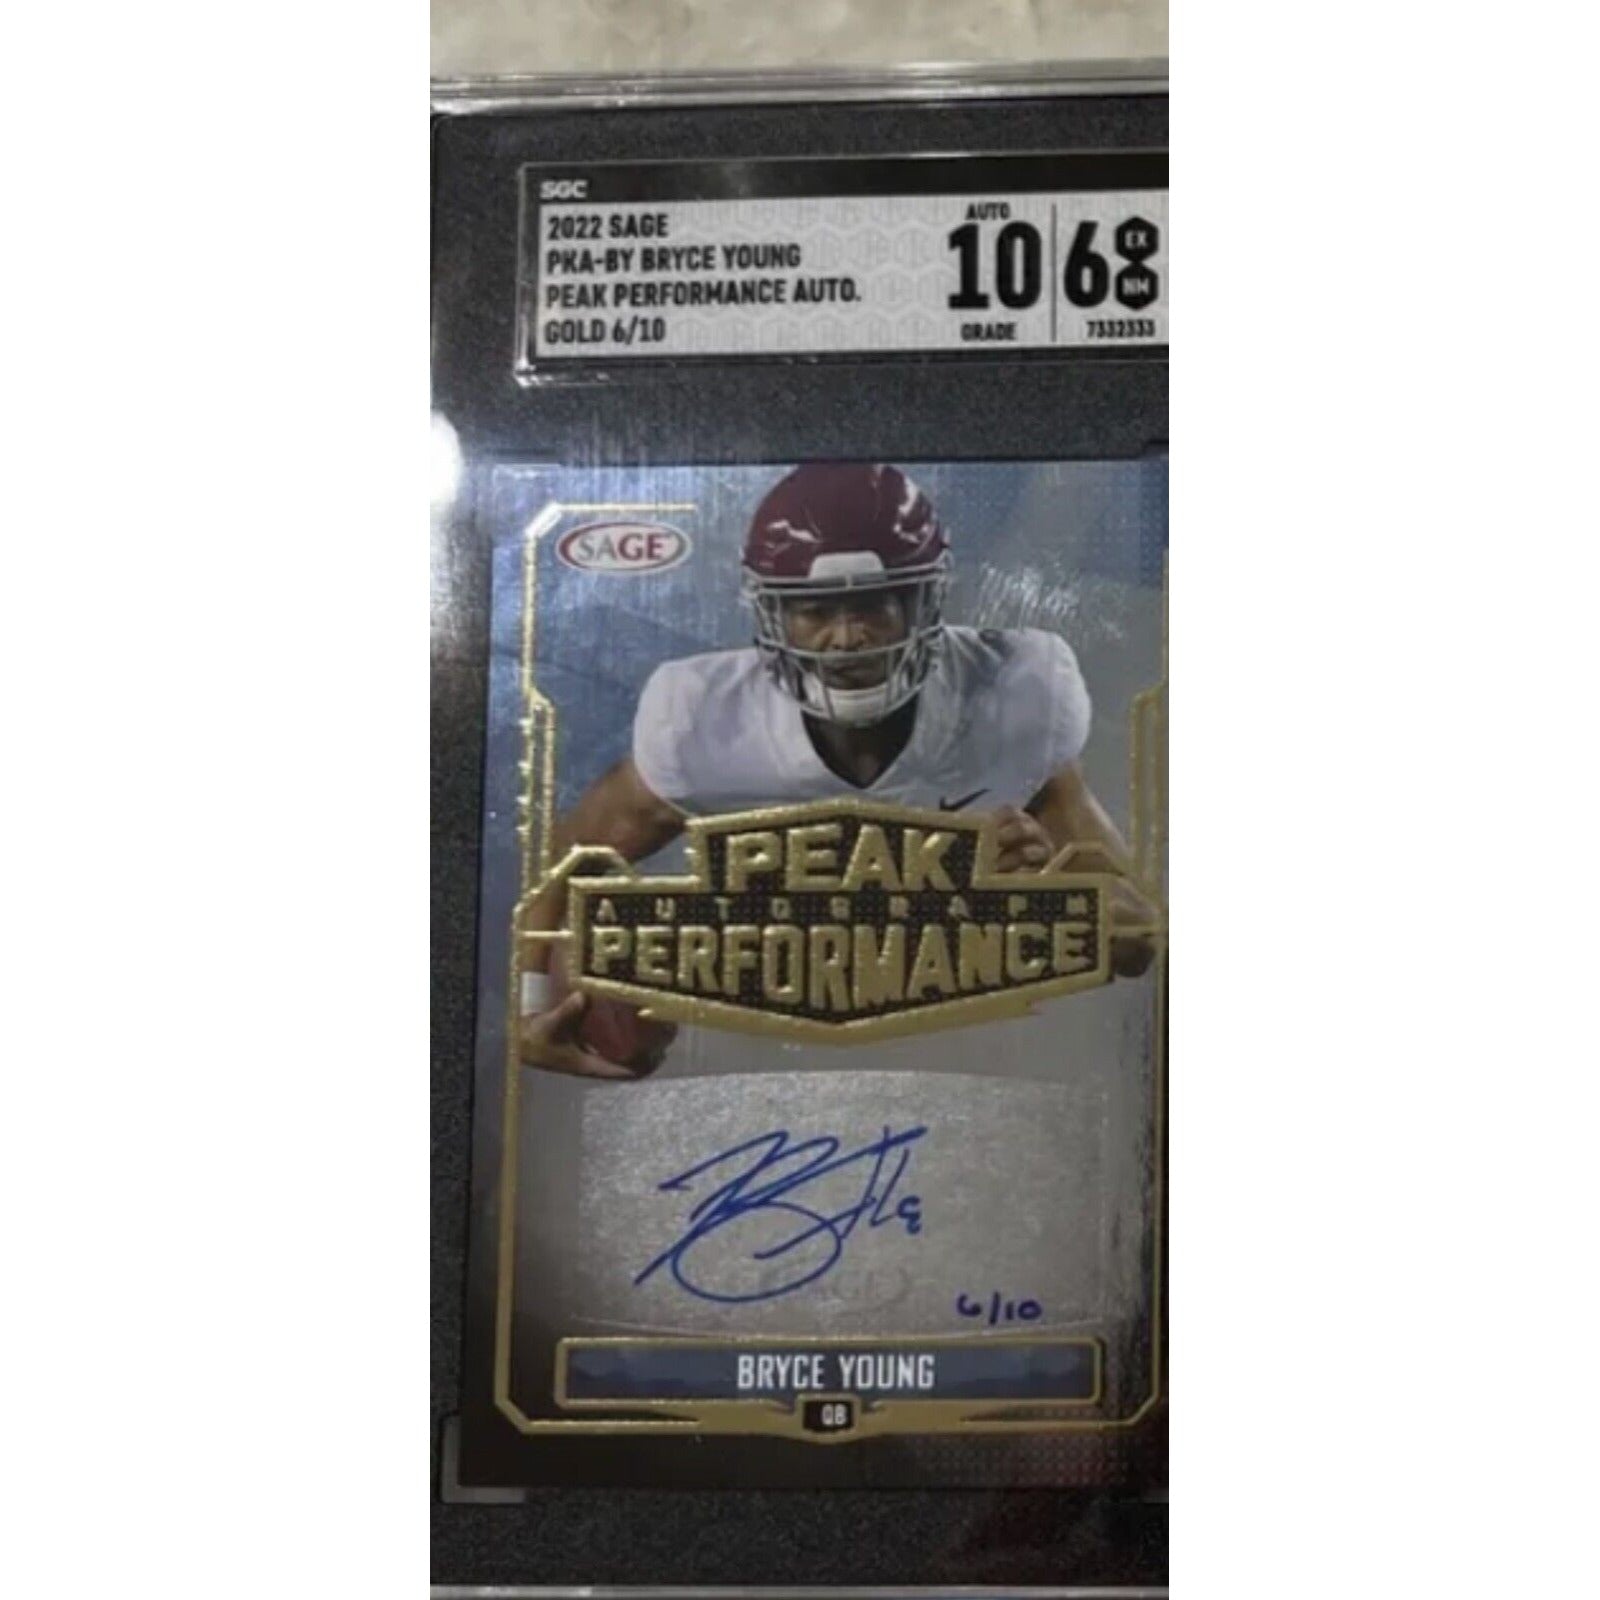 SGC
2022 SAGE
PKA-BY BRYCE YOUNG
PEAK PERFORMANCE AUTO.
GOLD 6/10
AUTO
10
GRADE
6
EX
NM
7332333
SAGE
PEAK
AUTOGRAPH
PERFORMANCE
6/10
BRYCE YOUNG
QB